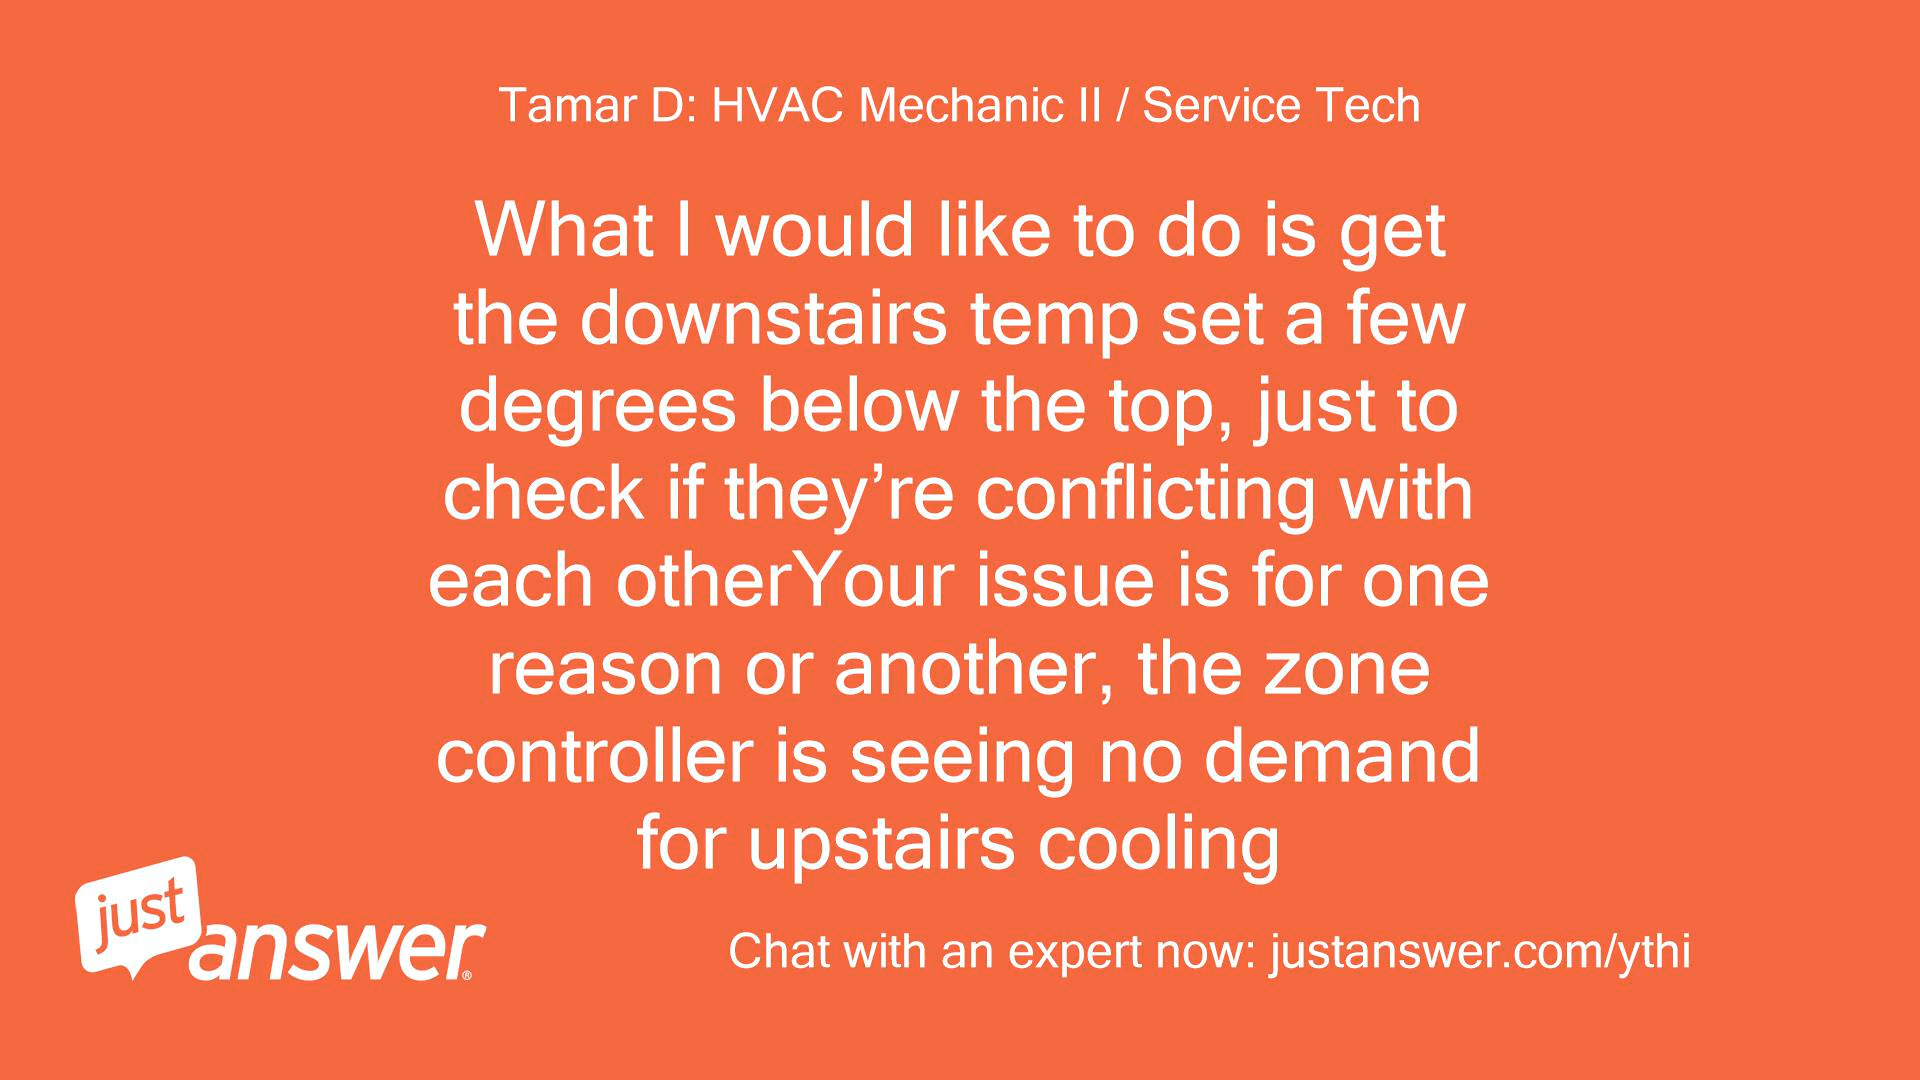 Tamar D: HVAC Mechanic II / Service Tech
What I would like to do is get
the downstairs temp set a few
degrees below the top, just to
check if they’re conflicting with
each otherYour issue is for one
reason or another, the zone
controller is seeing no demand
for upstairs cooling
just
answer®
Chat with an expert now: justanswer.com/ythi